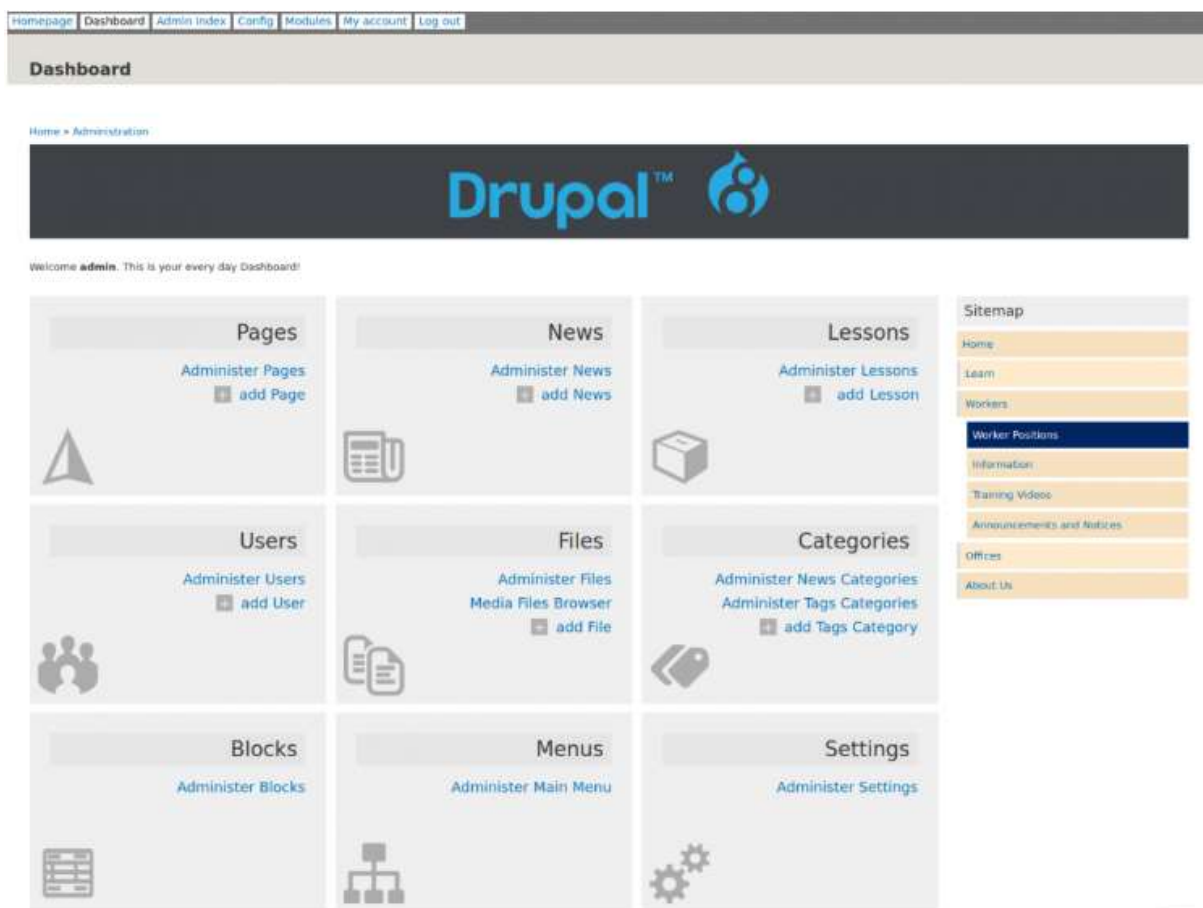 Homepage Dashboard Admin Index Config Modules My account Log out
Dashboard
Home » Administration
Drupal™
Welcome admin. This is your every day Dashboard!
Pages
Administer Pages
+ add Page
News
Administer News
+ add News
Lessons
Administer Lessons
+ add Lesson
Users
Administer Users
+ add User
Files
Administer Files
Media Files Browser
+ add File
Categories
Administer News Categories
Administer Tags Categories
+ add Tags Category
Blocks
Administer Blocks
Menus
Administer Main Menu
Settings
Administer Settings
Sitemap
Home
Learn
Workers
Worker Positions
Information
Training Videos
Announcements and Notices
Offices
About Us